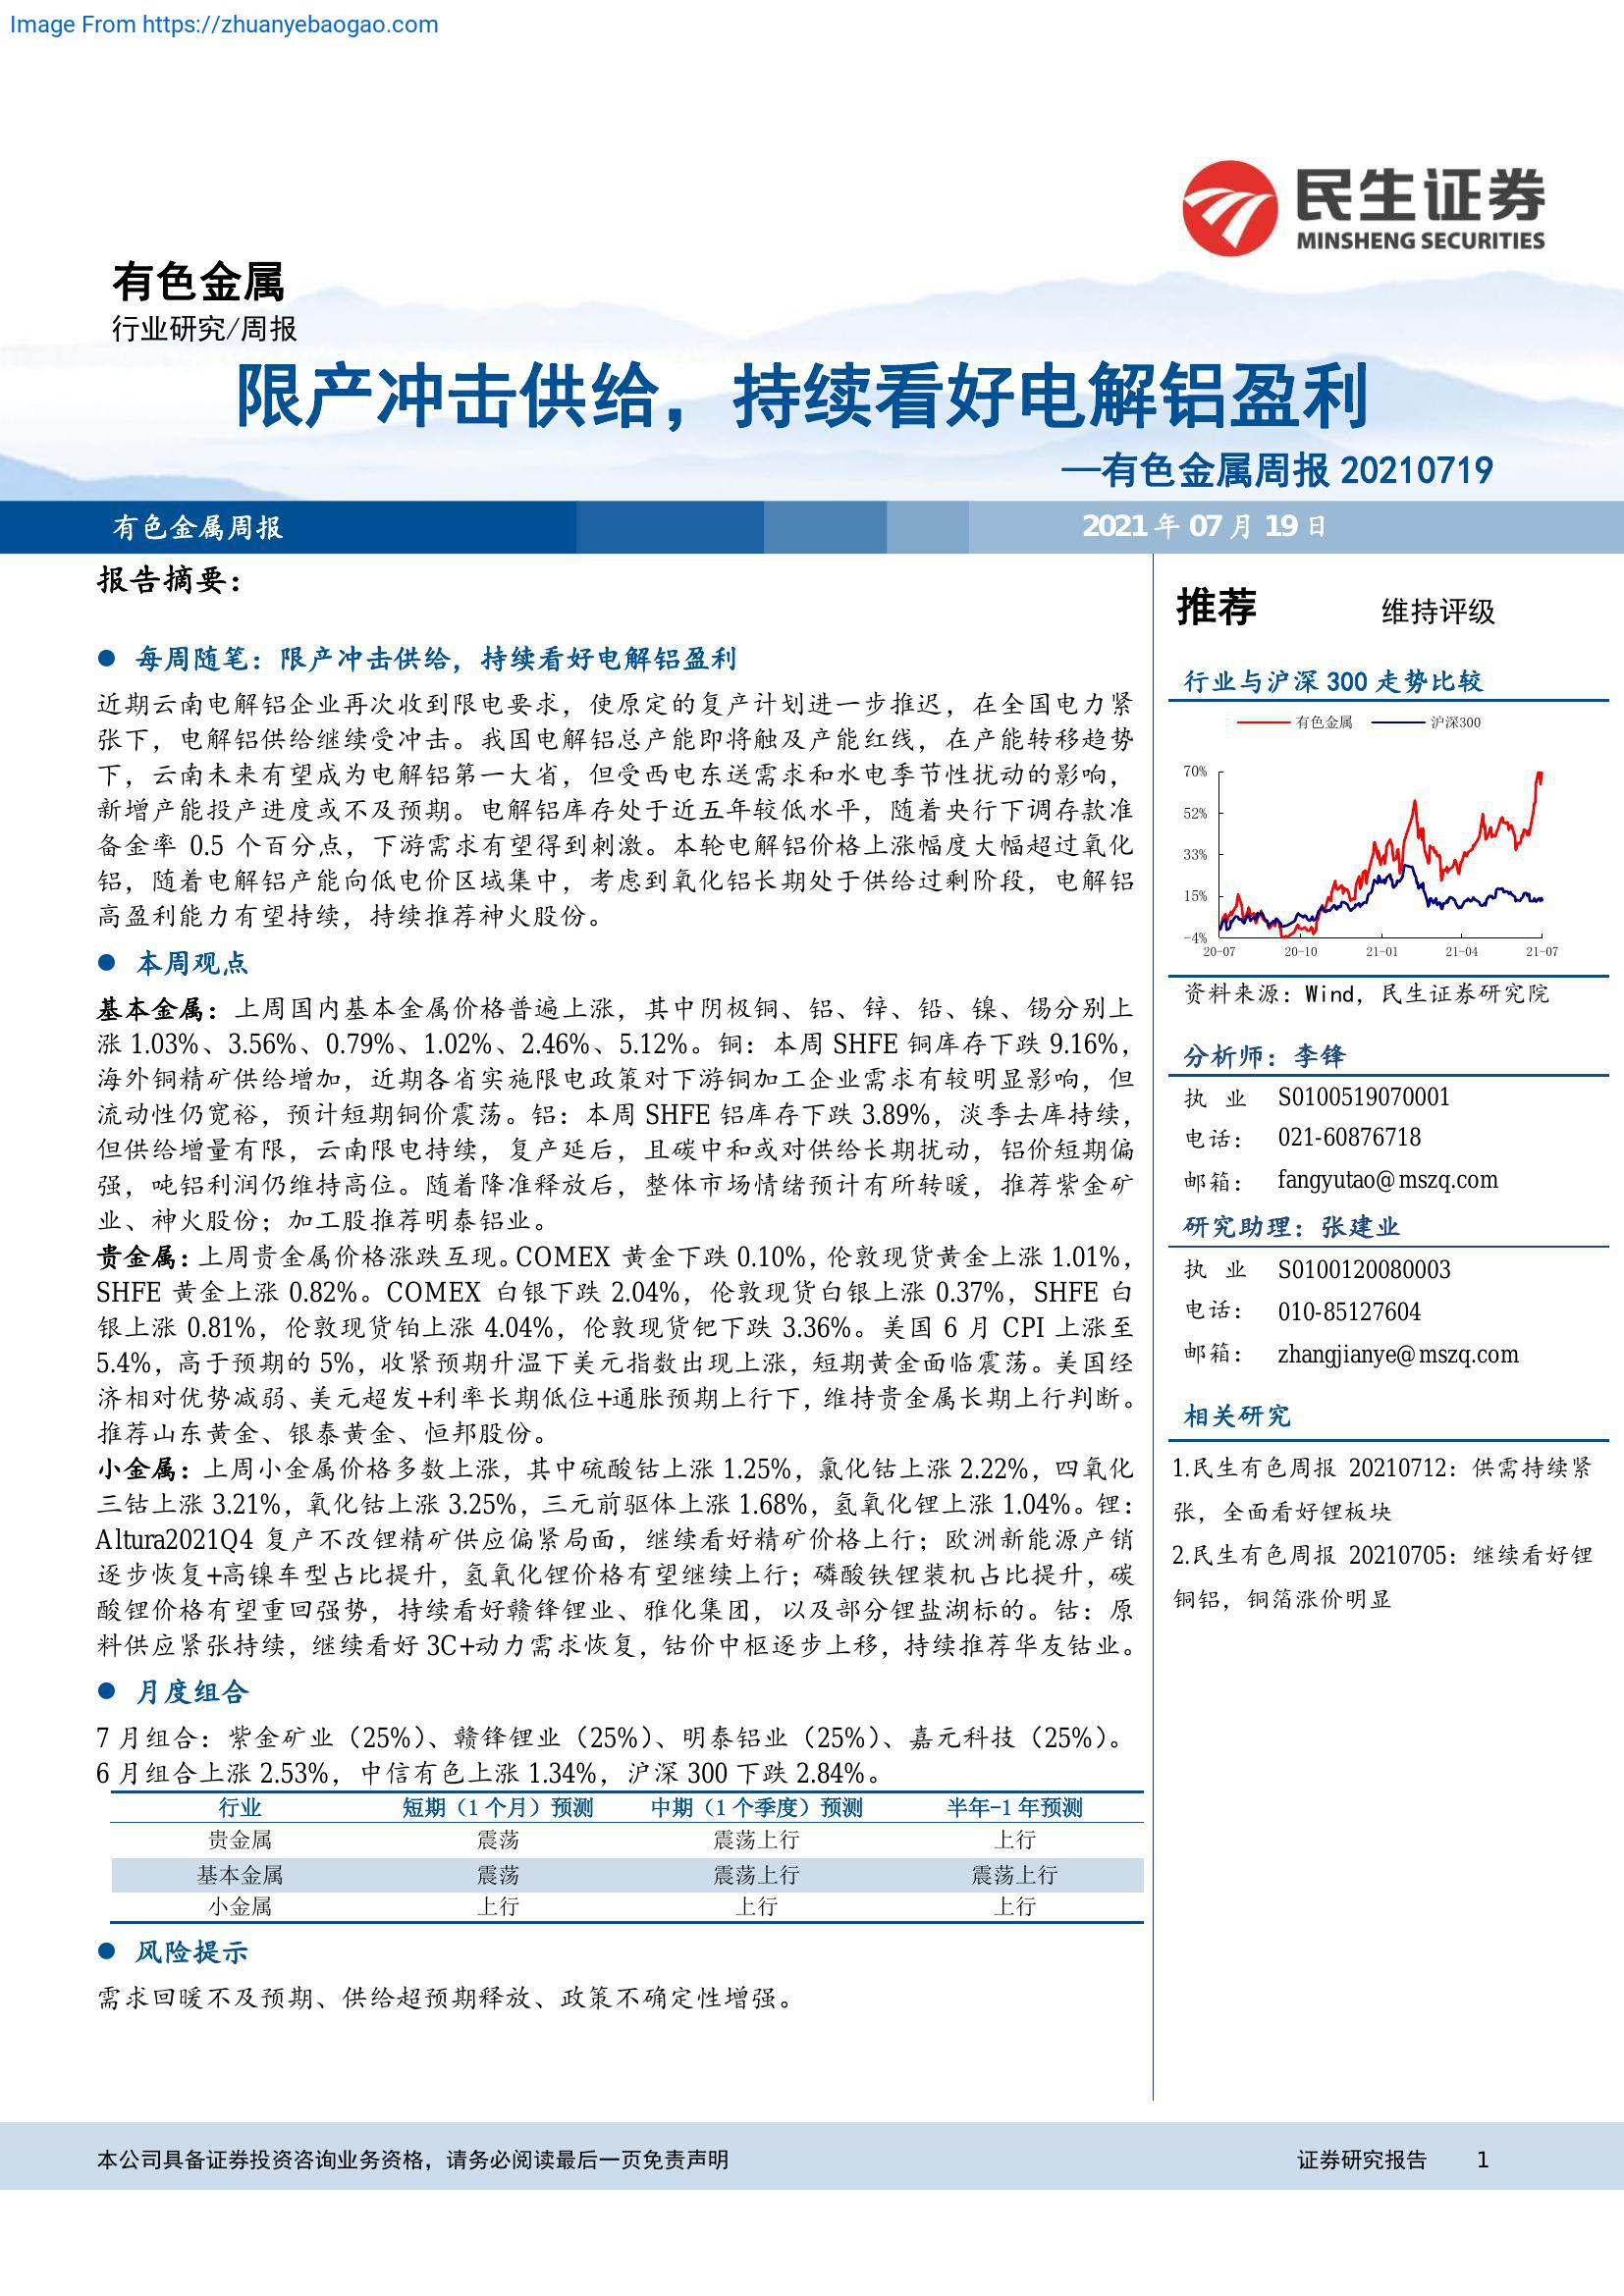 Image From https://zhuanyebaogao.com
民生证券
MINSHENG SECURITIES
有色金属
行业研究/周报
限产冲击供给，持续看好电解铝盈利
—有色金属周报 20210719
有色金属周报
2021 年 07 月 19 日
报告摘要：
● 每周随笔：限产冲击供给，持续看好电解铝盈利
近期云南电解铝企业再次收到限电要求，使原定的复产计划进一步推迟，在全国电力紧
张下，电解铝供给继续受冲击。我国电解铝总产能即将触及产能红线，在产能转移趋势
下，云南未来有望成为电解铝第一大省，但受西电东送需求和水电季节性扰动的影响，
新增产能投产进度或不及预期。电解铝库存处于近五年较低水平，随着央行下调存款准
备金率 0.5 个百分点，下游需求有望得到刺激。本轮电解铝价格上涨幅度大幅超过氧化
铝，随着电解铝产能向低电价区域集中，考虑到氧化铝长期处于供给过剩阶段，电解铝
高盈利能力有望持续，持续推荐神火股份。
● 本周观点
基本金属：上周国内基本金属价格普遍上涨，其中阴极铜、铝、锌、铅、镍、锡分别上
涨 1.03%、3.56%、0.79%、1.02%、2.46%、5.12%。铜：本周 SHFE 铜库存下跌 9.16%，
海外铜精矿供给增加，近期各省实施限电政策对下游铜加工企业需求有较明显影响，但
流动性仍宽裕，预计短期铜价震荡。铝：本周 SHFE 铝库存下跌 3.89%，淡季去库持续，
但供给增量有限，云南限电持续，复产延后，且碳中和或对供给长期扰动，铝价短期偏
强，吨铝利润仍维持高位。随着降准释放后，整体市场情绪预计有所转暖，推荐紫金矿
业、神火股份；加工股推荐明泰铝业。
贵金属：上周贵金属价格涨跌互现。COMEX 黄金下跌 0.10%，伦敦现货黄金上涨 1.01%，
SHFE 黄金上涨 0.82%。COMEX 白银下跌 2.04%，伦敦现货白银上涨 0.37%，SHFE 白
银上涨 0.81%，伦敦现货铂上涨 4.04%，伦敦现货钯下跌 3.36%。美国 6 月 CPI 上涨至
5.4%，高于预期的 5%，收紧预期升温下美元指数出现上涨，短期黄金面临震荡。美国经
济相对优势减弱、美元超发+利率长期低位+通胀预期上行下，维持贵金属长期上行判断。
推荐山东黄金、银泰黄金、恒邦股份。
小金属：上周小金属价格多数上涨，其中硫酸钴上涨 1.25%，氯化钴上涨 2.22%，四氧化
三钴上涨 3.21%，氧化钴上涨 3.25%，三元前驱体上涨 1.68%，氢氧化锂上涨 1.04%。锂：
Altura2021Q4 复产不改锂精矿供应偏紧局面，继续看好精矿价格上行；欧洲新能源产销
逐步恢复+高镍车型占比提升，氢氧化锂价格有望继续上行；磷酸铁锂装机占比提升，碳
酸锂价格有望重回强势，持续看好赣锋锂业、雅化集团，以及部分锂盐湖标的。钴：原
料供应紧张持续，继续看好 3C+动力需求恢复，钴价中枢逐步上移，持续推荐华友钴业。
● 月度组合
7 月组合：紫金矿业（25%）、赣锋锂业（25%）、明泰铝业（25%）、嘉元科技（25%）。
6 月组合上涨 2.53%，中信有色上涨 1.34%，沪深 300 下跌 2.84%。
行业 短期（1 个月）预测 中期（1 个季度）预测 半年-1 年预测
贵金属 震荡 震荡上行 上行
基本金属 震荡 震荡上行 震荡上行
小金属 上行 上行 上行
● 风险提示
需求回暖不及预期、供给超预期释放、政策不确定性增强。
推荐 维持评级
行业与沪深 300 走势比较
有色金属 沪深300
70%
52%
33%
15%
-4%
20-07 20-10 21-01 21-04 21-07
资料来源：Wind，民生证券研究院
分析师：李锋
执 业 S0100519070001
电话： 021-60876718
邮箱： fangyutao@mszq.com
研究助理：张建业
执 业 S0100120080003
电话： 010-85127604
邮箱： zhangjianye@mszq.com
相关研究
1.民生有色周报 20210712：供需持续紧
张，全面看好锂板块
2.民生有色周报 20210705：继续看好锂
铜铝，铜箔涨价明显
本公司具备证券投资咨询业务资格，请务必阅读最后一页免责声明
证券研究报告 1